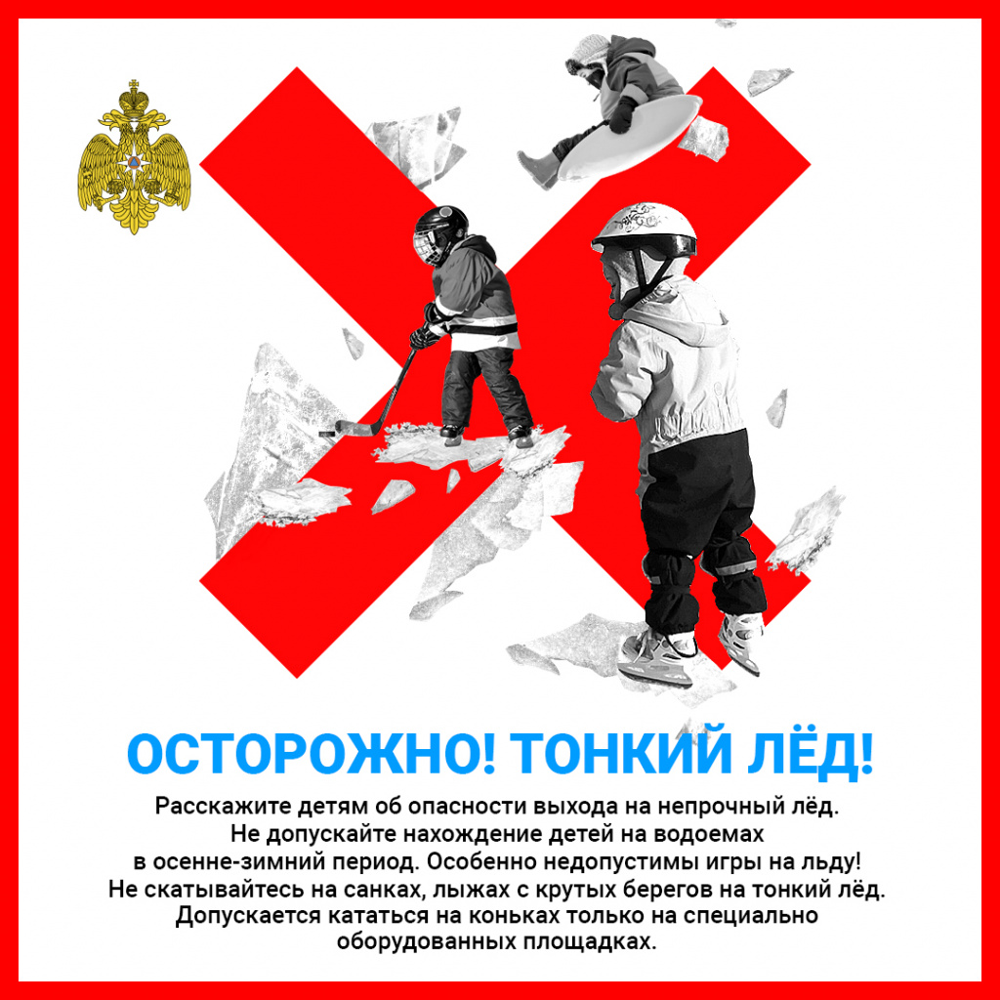 ОСТОРОЖНО! ТОНКИЙ ЛЁД!
Расскажите детям об опасности выхода на непрочный лёд.
Не допускайте нахождение детей на водоемах
в осенне-зимний период. Особенно недопустимы игры на льду!
Не скатывайтесь на санках, лыжах с крутых берегов на тонкий лёд.
Допускается кататься на коньках только на специально
оборудованных площадках.